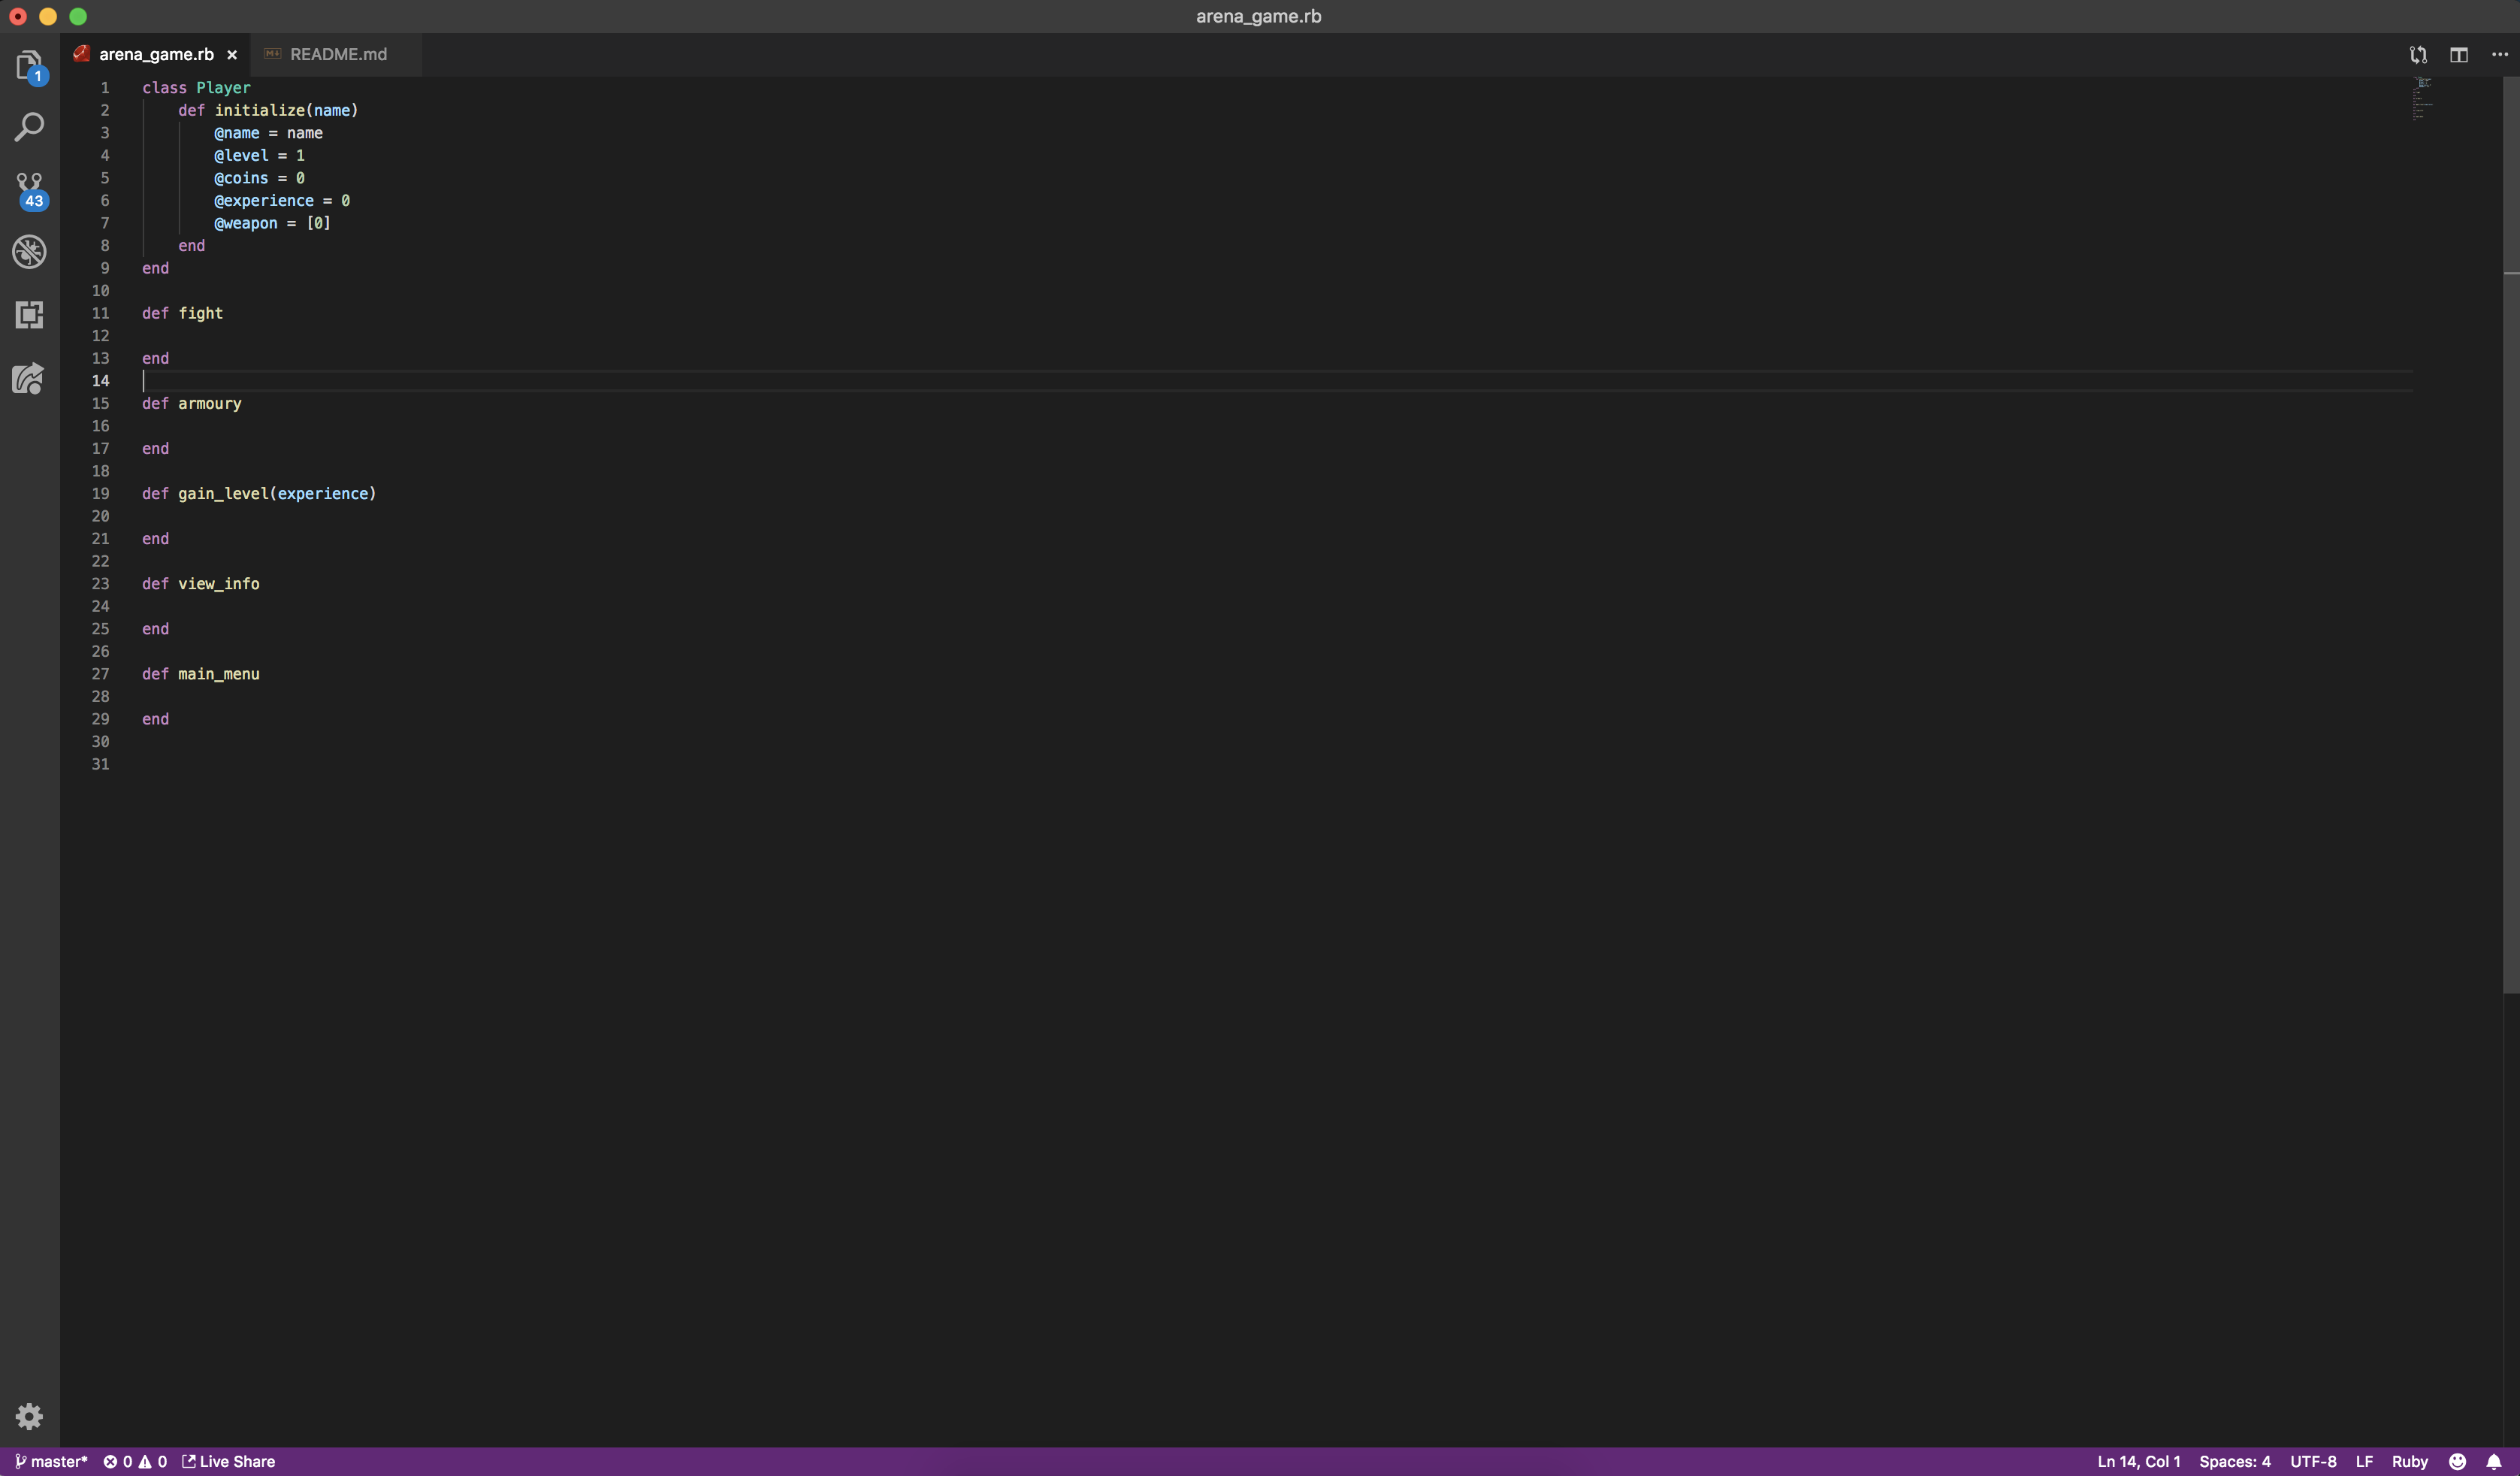 arena_game.rb
arena_game.rb × README.md
1
43
1 class Player
2 def initialize(name)
3 @name = name
4 @level = 1
5 @coins = 0
6 @experience = 0
7 @weapon = [0]
8 end
9 end
10
11 def fight
12
13 end
14
15 def armoury
16
17 end
18
19 def gain_level(experience)
20
21 end
22
23 def view_info
24
25 end
26
27 def main_menu
28
29 end
30
31
master* 0 0 Live Share Ln 14, Col 1 Spaces: 4 UTF-8 LF Ruby